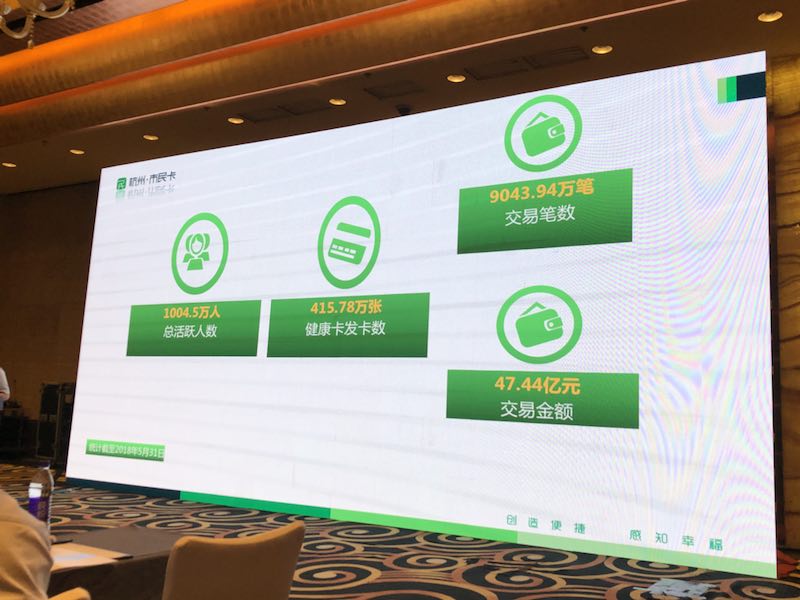 杭州·市民卡
9043.94万笔
交易笔数
1004.5万人
总活跃人数
415.78万张
健康卡发卡数
47.44亿元
交易金额
统计截至2018年5月31日
创造便捷 感知幸福